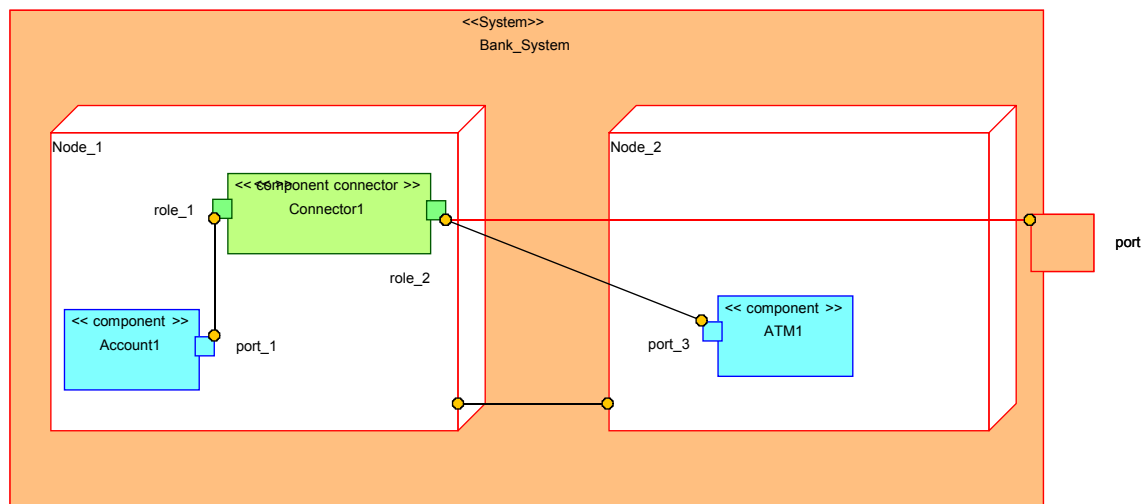 <<System>>
Bank_System
Node_1
Node_2
<< component connector >>
<< >>
Connector1
role_1
role_2
port
<< component >>
Account1
port_1
<< component >>
ATM1
port_3